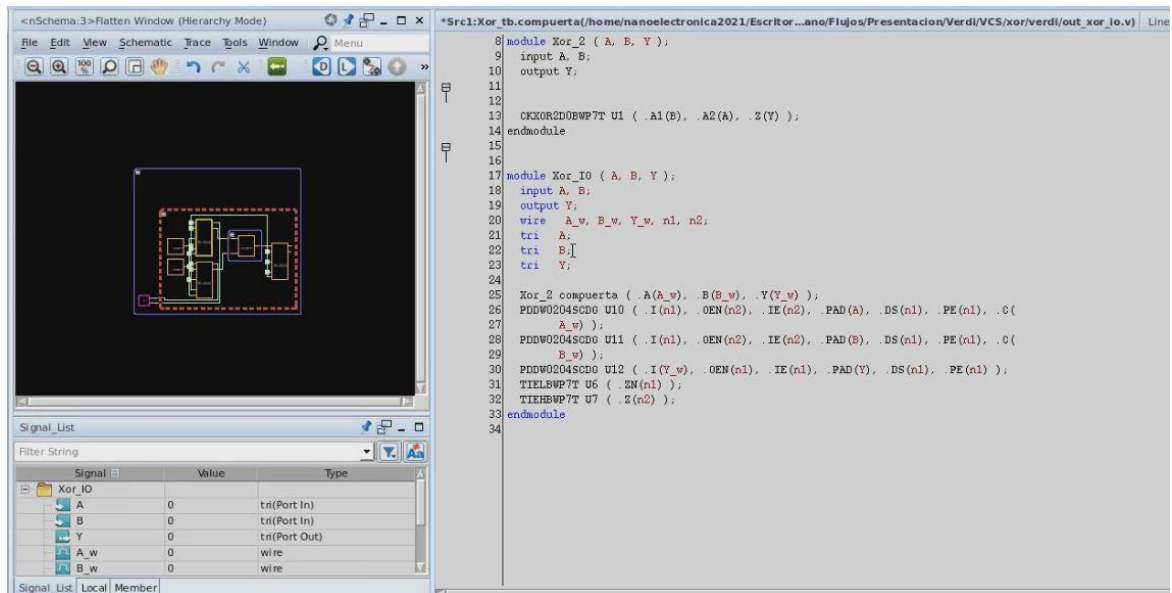 <nSchema:3>Flatten Window (Hierarchy Mode)
File Edit View Schematic Trace Tools Window Menu
100
%
L
»
Signal_List
Filter String
Signal Value Type
Xor_IO
A 0 tri(Port In)
B 0 tri(Port In)
Y 0 tri(Port Out)
A_w 0 wire
B_w 0 wire
Signal_List Local Member
*Src1:Xor_tb.compuerta(/home/nanoelectronica2021/Escritor...ano/Flujos/Presentacion/Verdi/VCS/xor/verdi/out_xor_io.v) Line
8 module Xor_2 ( A, B, Y );
9 input A, B;
10 output Y;
11
12
13 CKXOR2D0BWP7T U1 ( .A1(B), .A2(A), .Z(Y) );
14 endmodule
15
16
17 module Xor_IO ( A, B, Y );
18 input A, B;
19 output Y;
20 wire A_w, B_w, Y_w, n1, n2;
21 tri A;
22 tri B;
23 tri Y;
24
25 Xor_2 compuerta ( .A(A_w), .B(B_w), .Y(Y_w) );
26 PDDW0204SCDG U10 ( .I(n1), .OEN(n2), .IE(n2), .PAD(A), .DS(n1), .PE(n1), .C(
27 A_w) );
28 PDDW0204SCDG U11 ( .I(n1), .OEN(n2), .IE(n2), .PAD(B), .DS(n1), .PE(n1), .C(
29 B_w) );
30 PDDW0204SCDG U12 ( .I(Y_w), .OEN(n1), .IE(n1), .PAD(Y), .DS(n1), .PE(n1) );
31 TIELBWP7T U6 ( .ZN(n1) );
32 TIEHBWP7T U7 ( .Z(n2) );
33 endmodule
34